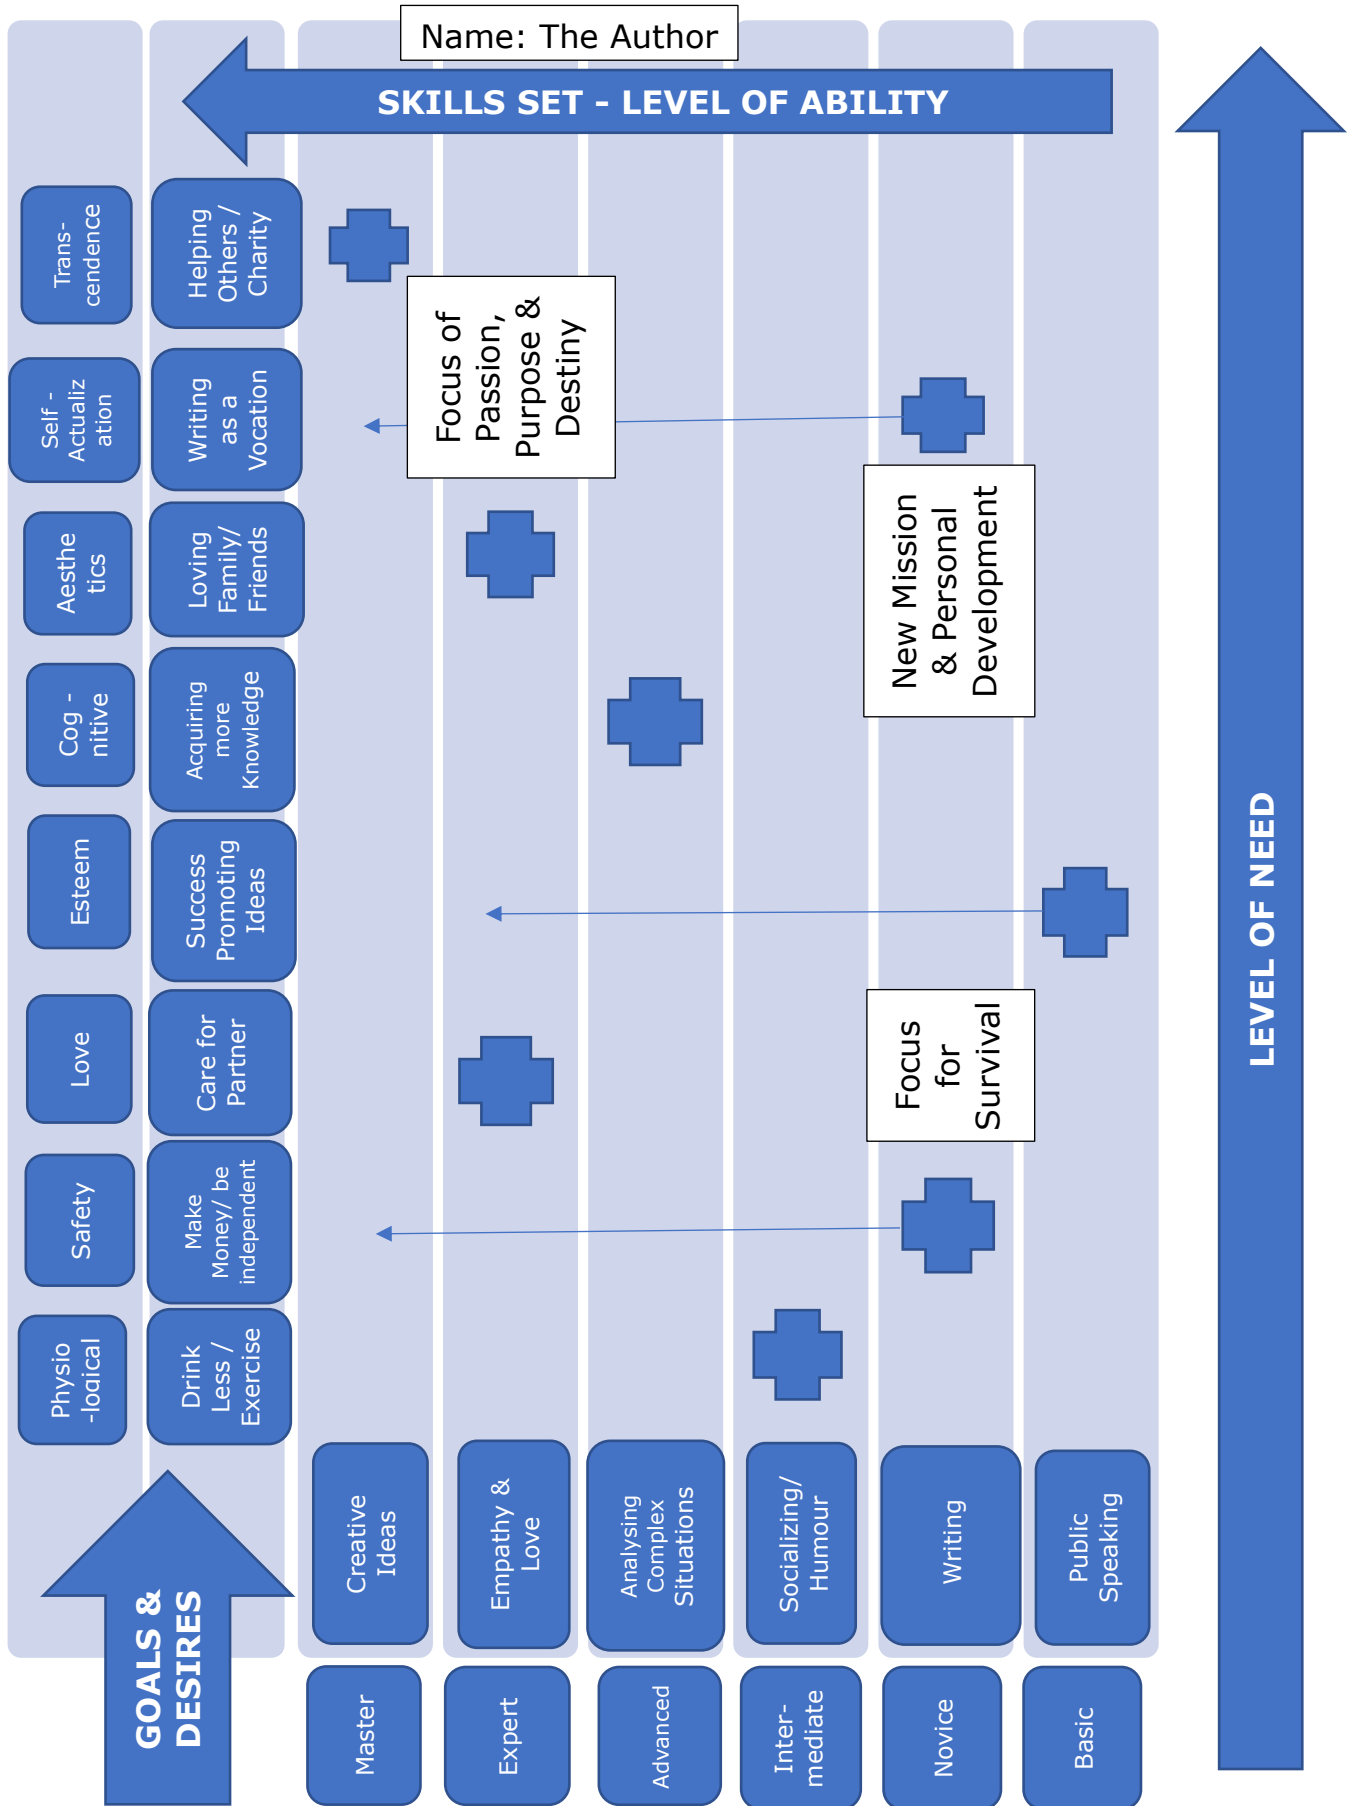 Name: The Author
SKILLS SET – LEVEL OF ABILITY
Trans-
cendence
Helping
Others /
Charity
Self -
Actualiz
ation
Writing
as a
Vocation
Aesthe
tics
Loving
Family/
Friends
Cog -
nitive
Acquiring
more
Knowledge
Esteem
Success
Promoting
Ideas
Love
Care for
Partner
Safety
Make
Money/ be
independent
Physio
-logical
Drink
Less /
Exercise
Focus of
Passion,
Purpose &
Destiny
New Mission
& Personal
Development
Focus
for
Survival
LEVEL OF NEED
GOALS &
DESIRES
Creative
Ideas
Empathy &
Love
Analysing
Complex
Situations
Socializing/
Humour
Writing
Public
Speaking
Master
Expert
Advanced
Inter-
mediate
Novice
Basic